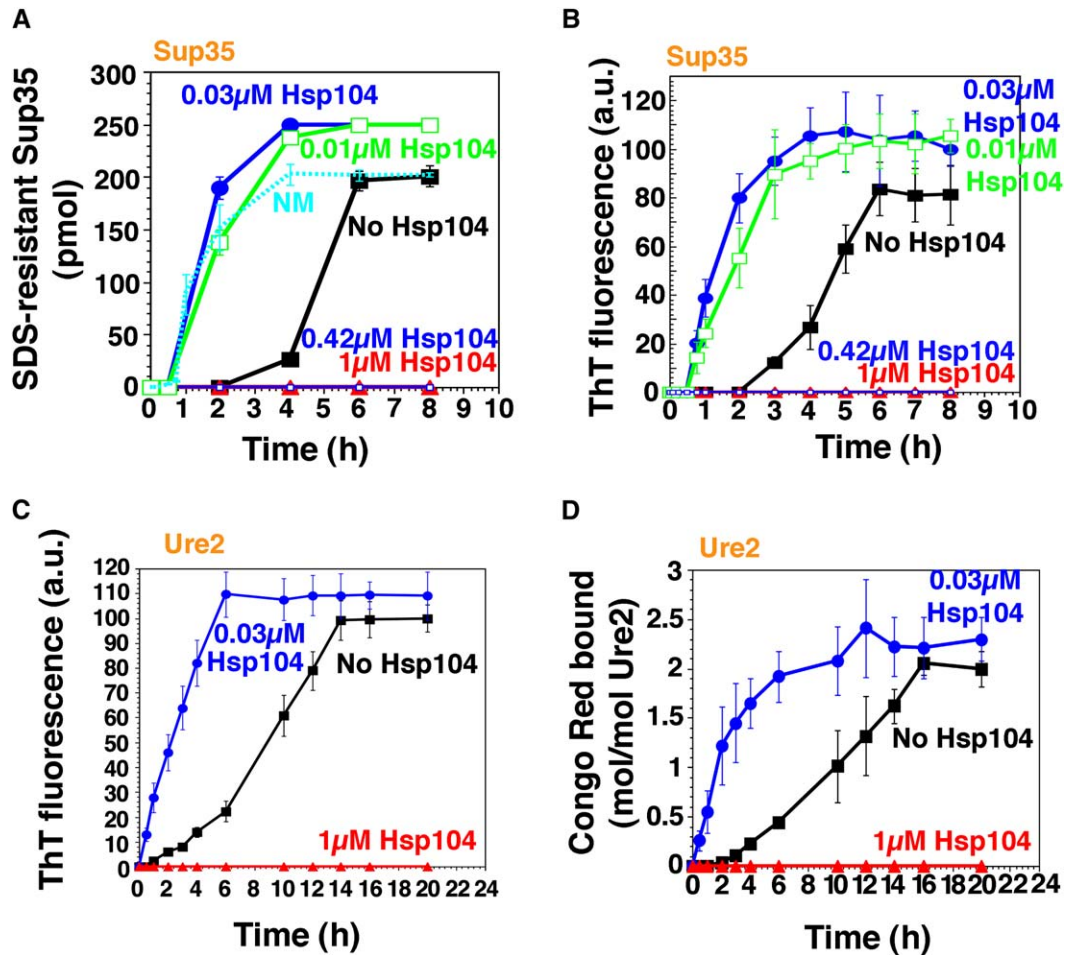 A
Sup35
SDS-resistant Sup35
(pmol)
300
250
200
150
100
50
0
0.03µM Hsp104
0.01µM Hsp104
NM
No Hsp104
0.42µM Hsp104
1µM Hsp104
0 1 2 3 4 5 6 7 8 9 10
Time (h)
B
Sup35
ThT fluorescence (a.u.)
120
100
80
60
40
20
0
0.03µM
Hsp104
0.01µM
Hsp104
No Hsp104
0.42µM Hsp104
1µM Hsp104
0 1 2 3 4 5 6 7 8 9 10
Time (h)
C
Ure2
ThT fluorescence (a.u.)
120
110
100
90
80
70
60
50
40
30
20
10
0
0.03µM
Hsp104
No Hsp104
1µM Hsp104
0 2 4 6 8 10 12 14 16 18 20 22 24
Time (h)
D
Ure2
Congo Red bound
(mol/mol Ure2)
3
2.5
2
1.5
1
0.5
0
0.03µM
Hsp104
No Hsp104
1µM Hsp104
0 2 4 6 8 10 12 14 16 18 20 22 24
Time (h)